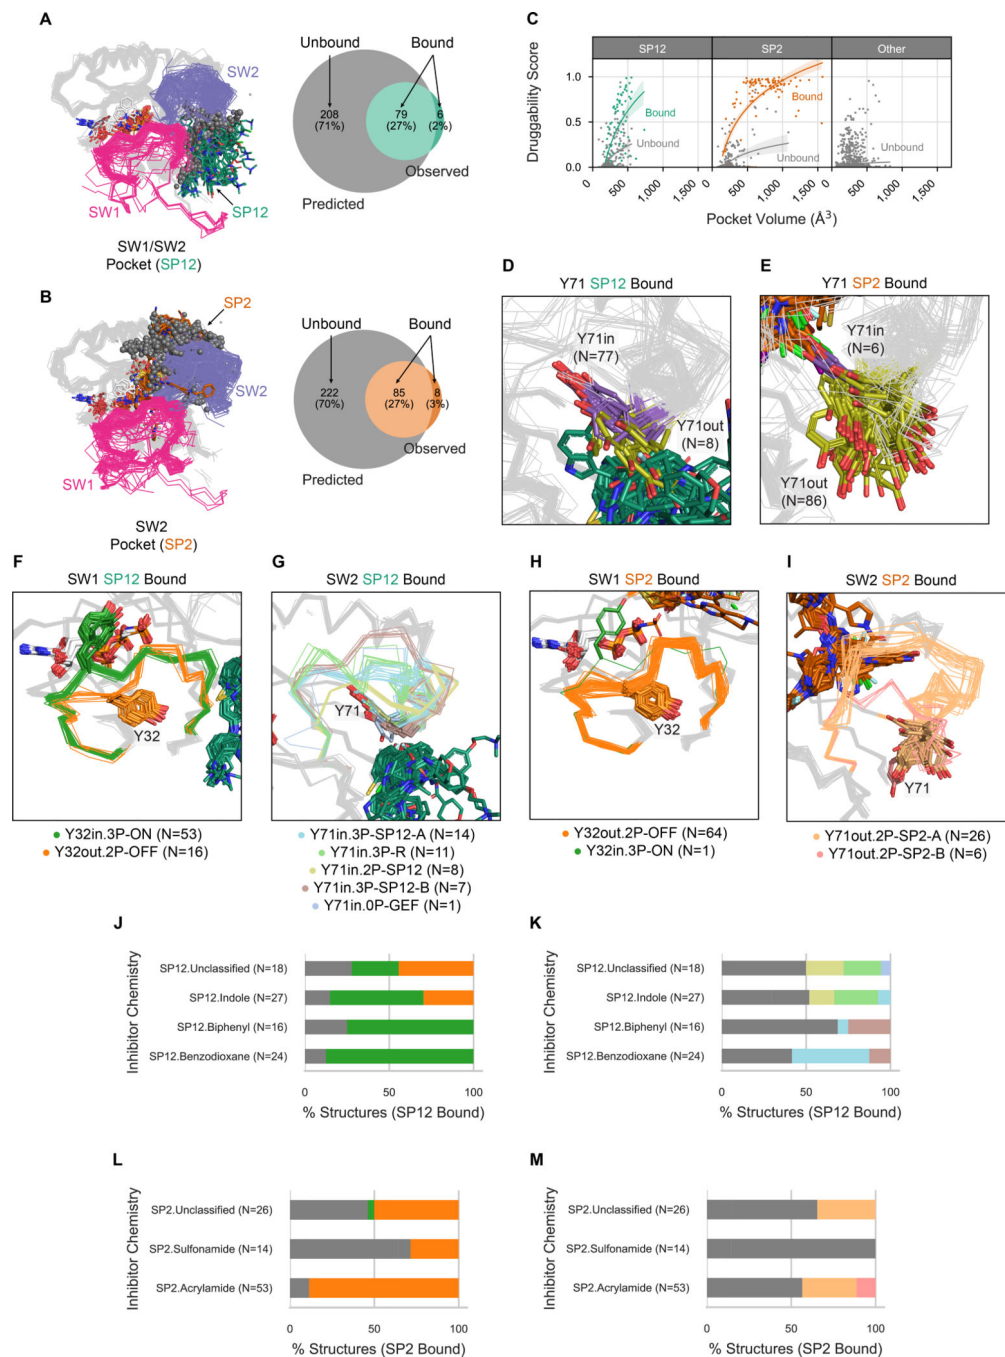 A
Unbound
Bound
SW2
208
(71%)
79
(27%)
6
(2%)
Observed
Predicted
SW1
SP12
SW1/SW2
Pocket (SP12)
B
SP2
Unbound
Bound
SW2
222
(70%)
85
(27%)
8
(3%)
Observed
Predicted
SW1
SW2
Pocket (SP2)
C
SP12
SP2
Other
Druggability Score
1.0
0.5
0.0
Bound
Unbound
Bound
Unbound
Unbound
0
500
1,000
1,500
0
500
1,000
1,500
0
500
1,000
1,500
Pocket Volume (Å3)
D
Y71 SP12 Bound
Y71in
(N=77)
Y71out
(N=8)
E
Y71 SP2 Bound
Y71in
(N=6)
Y71out
(N=86)
F
SW1 SP12 Bound
Y32
Y32in.3P-ON (N=53)
Y32out.2P-OFF (N=16)
G
SW2 SP12 Bound
Y71
Y71in.3P-SP12-A (N=14)
Y71in.3P-R (N=11)
Y71in.2P-SP12 (N=8)
Y71in.3P-SP12-B (N=7)
Y71in.0P-GEF (N=1)
H
SW1 SP2 Bound
Y32
Y32out.2P-OFF (N=64)
Y32in.3P-ON (N=1)
I
SW2 SP2 Bound
Y71
Y71out.2P-SP2-A (N=26)
Y71out.2P-SP2-B (N=6)
J
Inhibitor Chemistry
SP12.Unclassified (N=18)
SP12.Indole (N=27)
SP12.Biphenyl (N=16)
SP12.Benzodioxane (N=24)
0
50
100
% Structures (SP12 Bound)
K
Inhibitor Chemistry
SP12.Unclassified (N=18)
SP12.Indole (N=27)
SP12.Biphenyl (N=16)
SP12.Benzodioxane (N=24)
0
50
100
% Structures (SP12 Bound)
L
Inhibitor Chemistry
SP2.Unclassified (N=26)
SP2.Sulfonamide (N=14)
SP2.Acrylamide (N=53)
0
50
100
% Structures (SP2 Bound)
M
Inhibitor Chemistry
SP2.Unclassified (N=26)
SP2.Sulfonamide (N=14)
SP2.Acrylamide (N=53)
0
50
100
% Structures (SP2 Bound)